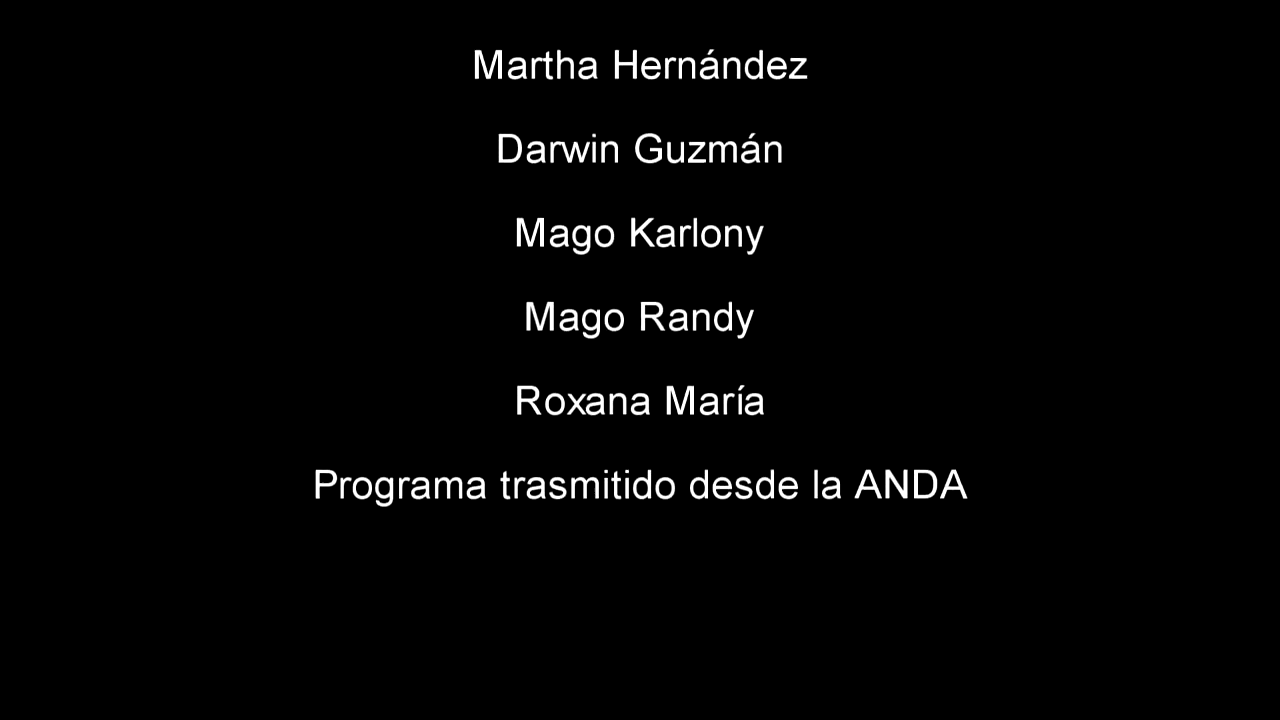 Martha Hernández
Darwin Guzmán
Mago Karlony
Mago Randy
Roxana María
Programa trasmitido desde la ANDA